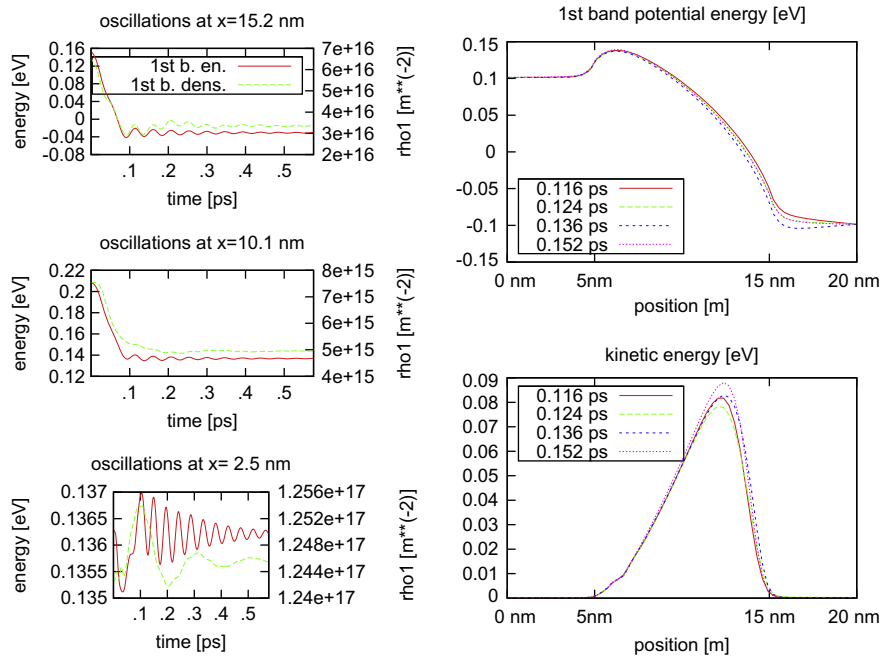 oscillations at x=15.2 nm
energy [eV]
0.16
0.12
0.08
0.04
0
-0.04
-0.08
1st b. en.
1st b. dens.
7e+16
6e+16
5e+16
4e+16
3e+16
2e+16
rho1 [m**(-2)]
.1 .2 .3 .4 .5
time [ps]
oscillations at x=10.1 nm
energy [eV]
0.22
0.2
0.18
0.16
0.14
0.12
8e+15
7e+15
6e+15
5e+15
4e+15
rho1 [m**(-2)]
.1 .2 .3 .4 .5
time [ps]
oscillations at x= 2.5 nm
energy [eV]
0.137
0.1365
0.136
0.1355
0.135
1.256e+17
1.252e+17
1.248e+17
1.244e+17
1.24e+17
rho1 [m**(-2)]
.1 .2 .3 .4 .5
time [ps]
1st band potential energy [eV]
0.15
0.1
0.05
0
-0.05
-0.1
-0.15
0.116 ps
0.124 ps
0.136 ps
0.152 ps
0 nm 5nm 15 nm 20 nm
position [m]
kinetic energy [eV]
0.09
0.08
0.07
0.06
0.05
0.04
0.03
0.02
0.01
0
0.116 ps
0.124 ps
0.136 ps
0.152 ps
0 nm 5nm 15 nm 20 nm
position [m]